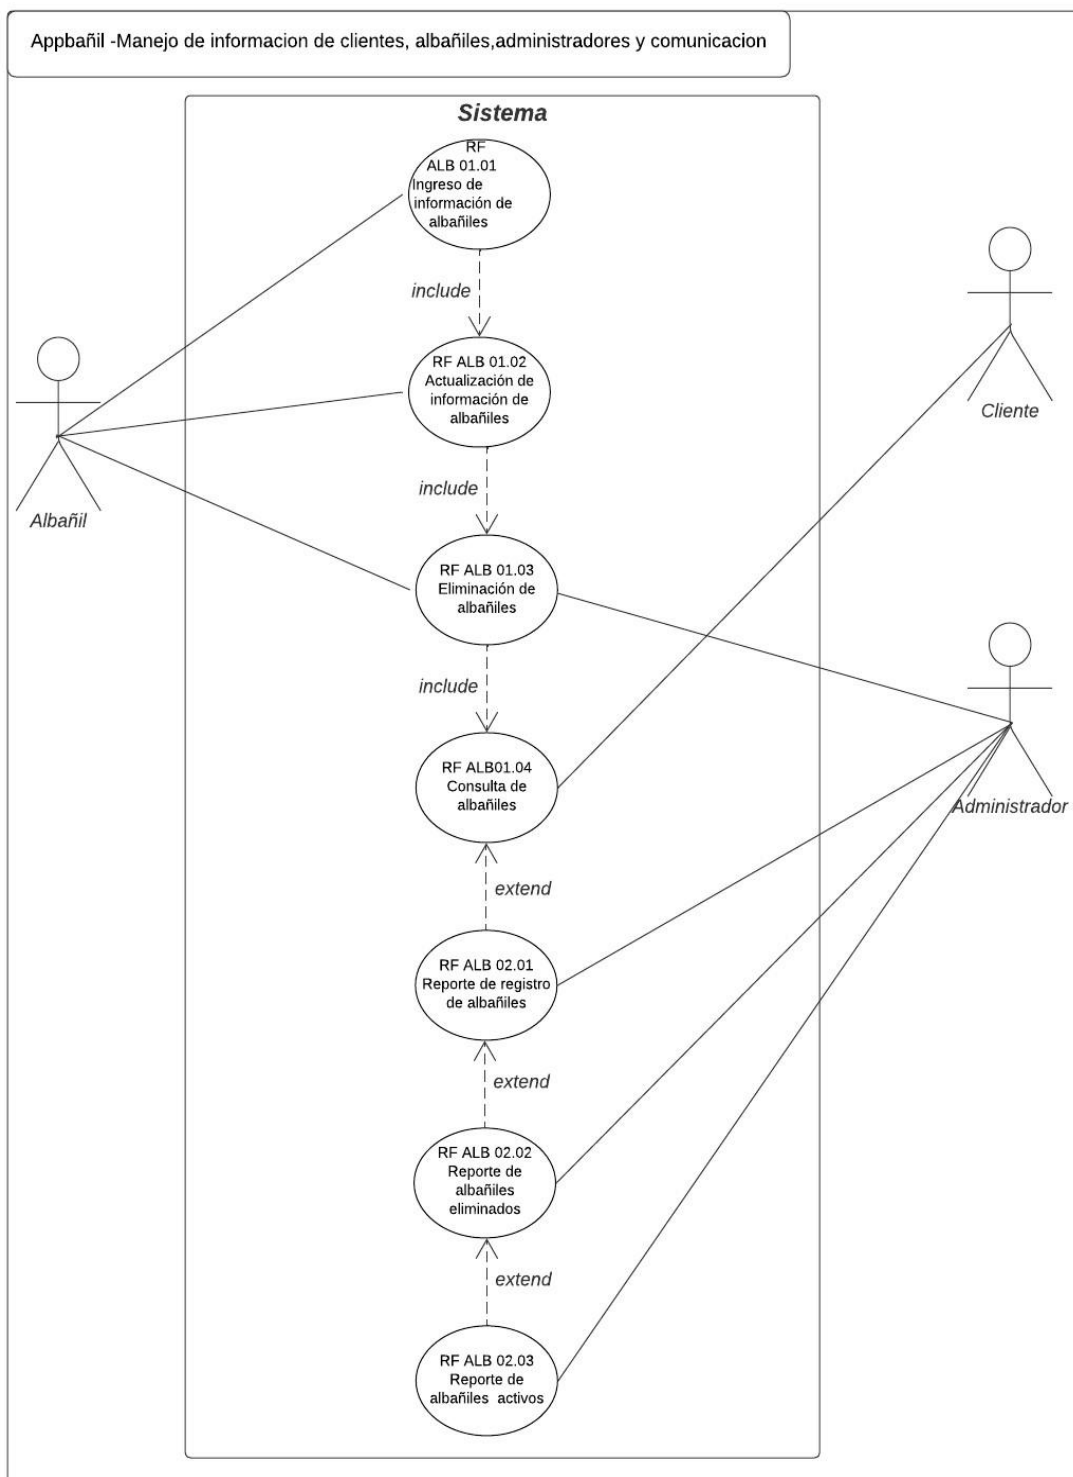 Appbañil -Manejo de informacion de clientes, albañiles,administradores y comunicacion
Sistema
RF
ALB 01.01
Ingreso de
información de
albañiles
include
RF ALB 01.02
Actualización de
información de
albañiles
Cliente
Albañil
include
RF ALB 01.03
Eliminación de
albañiles
include
RF ALB01.04
Consulta de
albañiles
Administrador
extend
RF ALB 02.01
Reporte de registro
de albañiles
extend
RF ALB 02.02
Reporte de
albañiles
eliminados
extend
RF ALB 02.03
Reporte de
albañiles activos